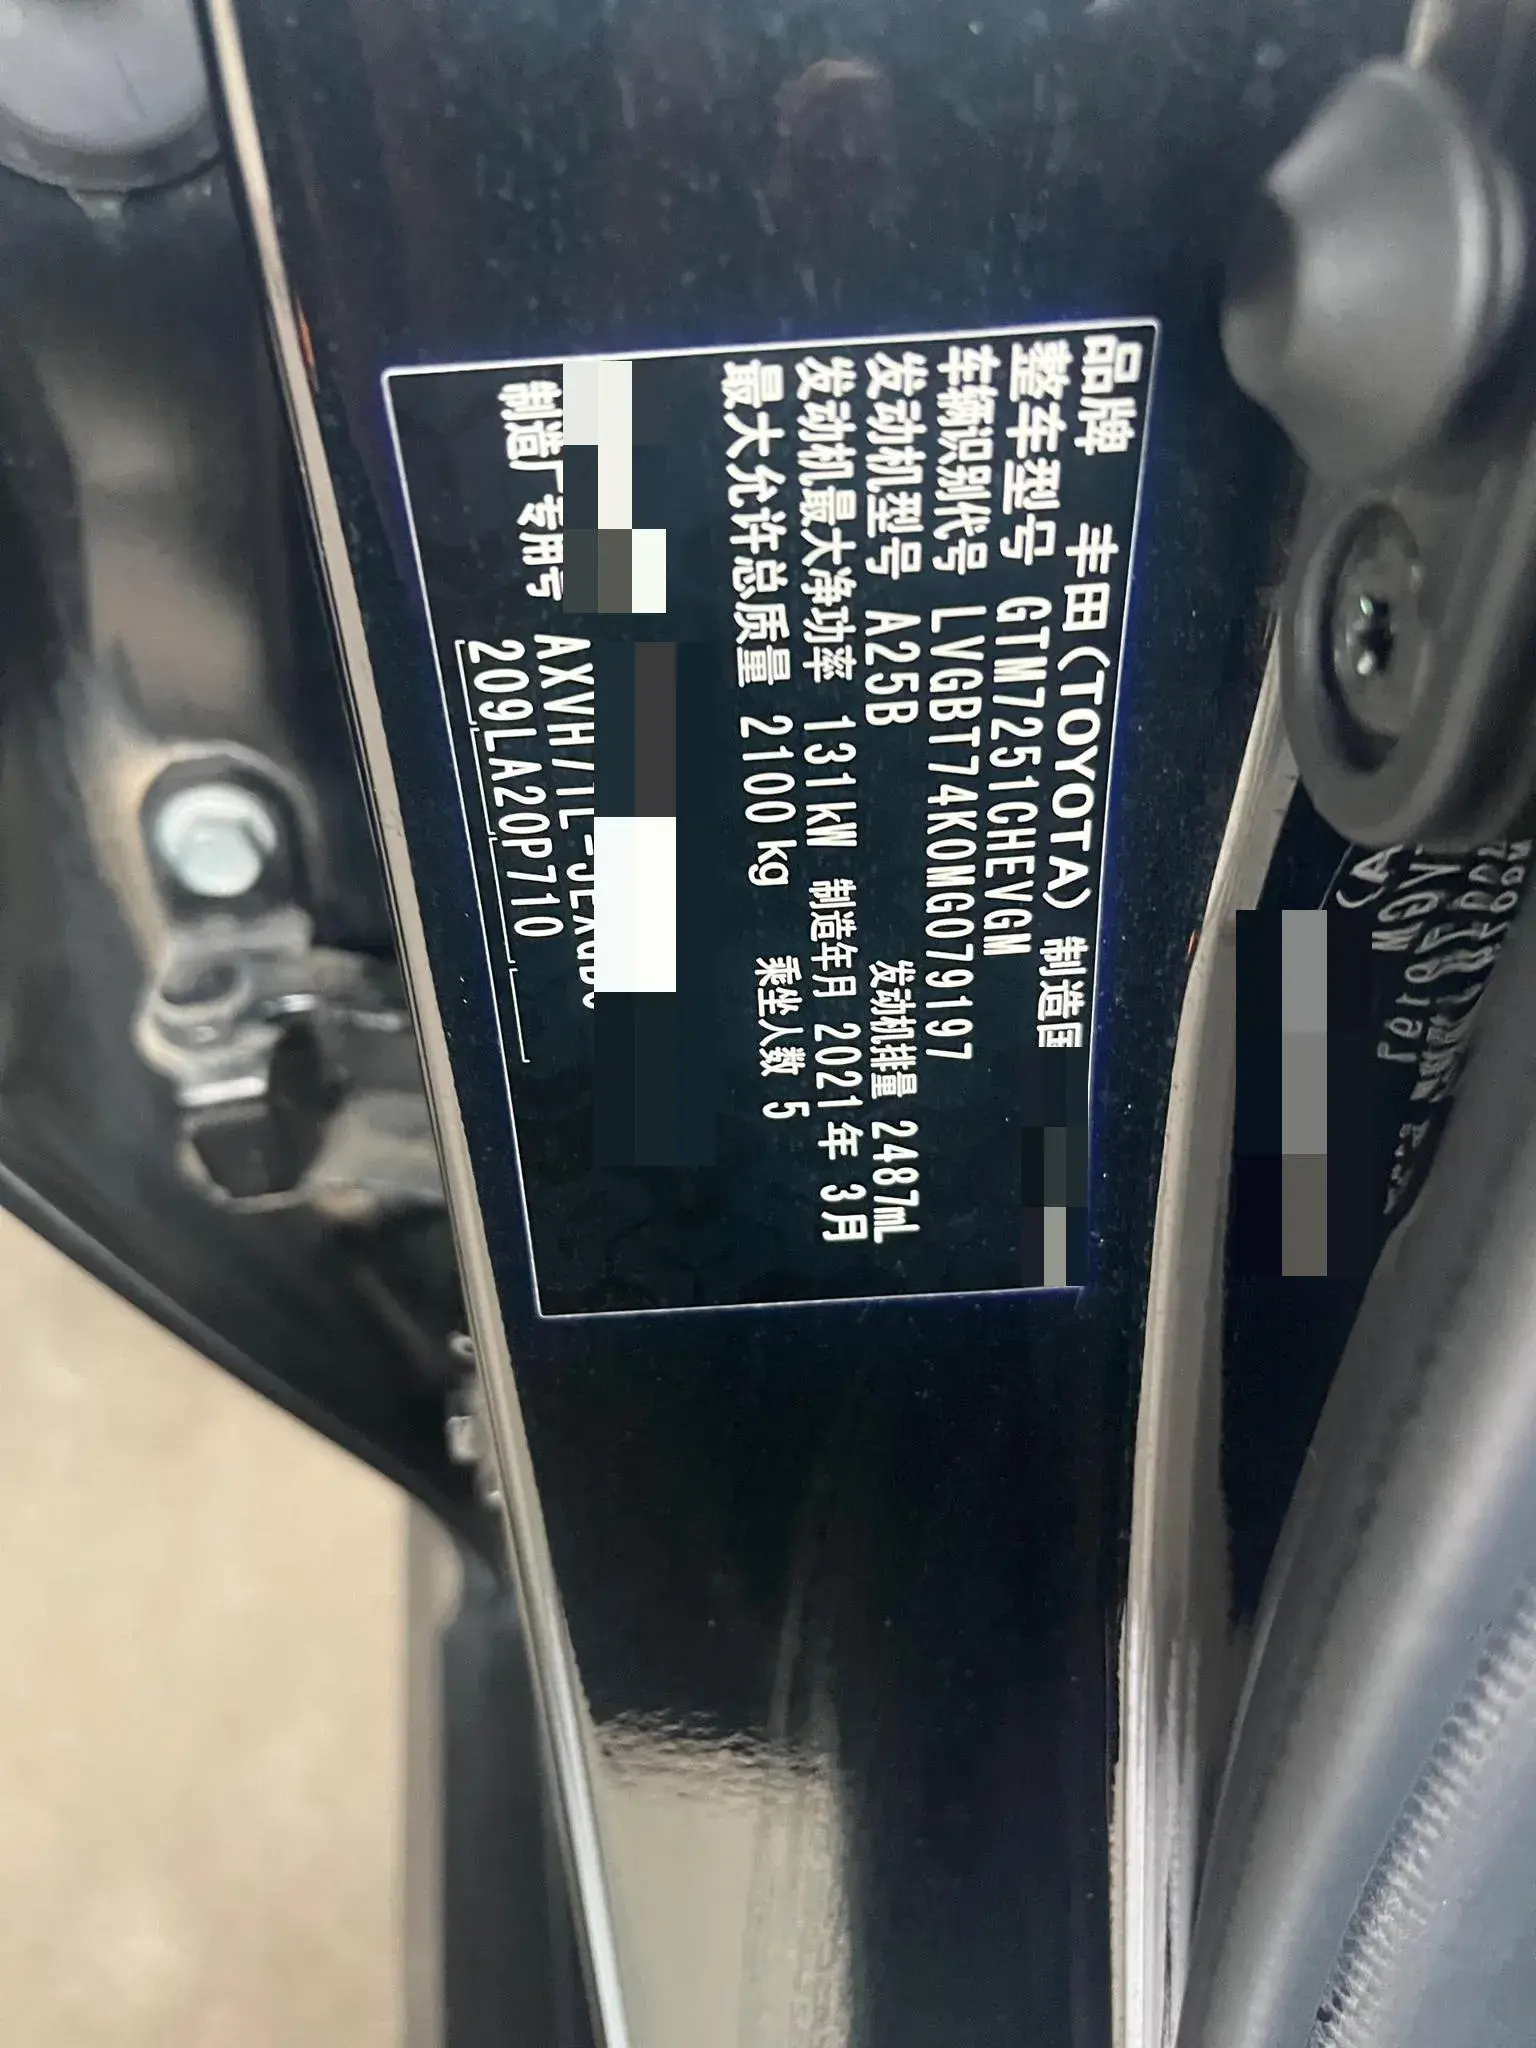 品牌 丰田(TOYOTA) 制造国
整车型号 GTM7251CHEVGM
车辆识别代号 LVGBT74K0MG079197
发动机型号 A25B 发动机排量 2487mL
发动机最大净功率 131kW 制造年月 2021年 3月
最大允许总质量 2100 kg 乘坐人数 5
制造厂专用号 AXVH71L-
209LA20P710